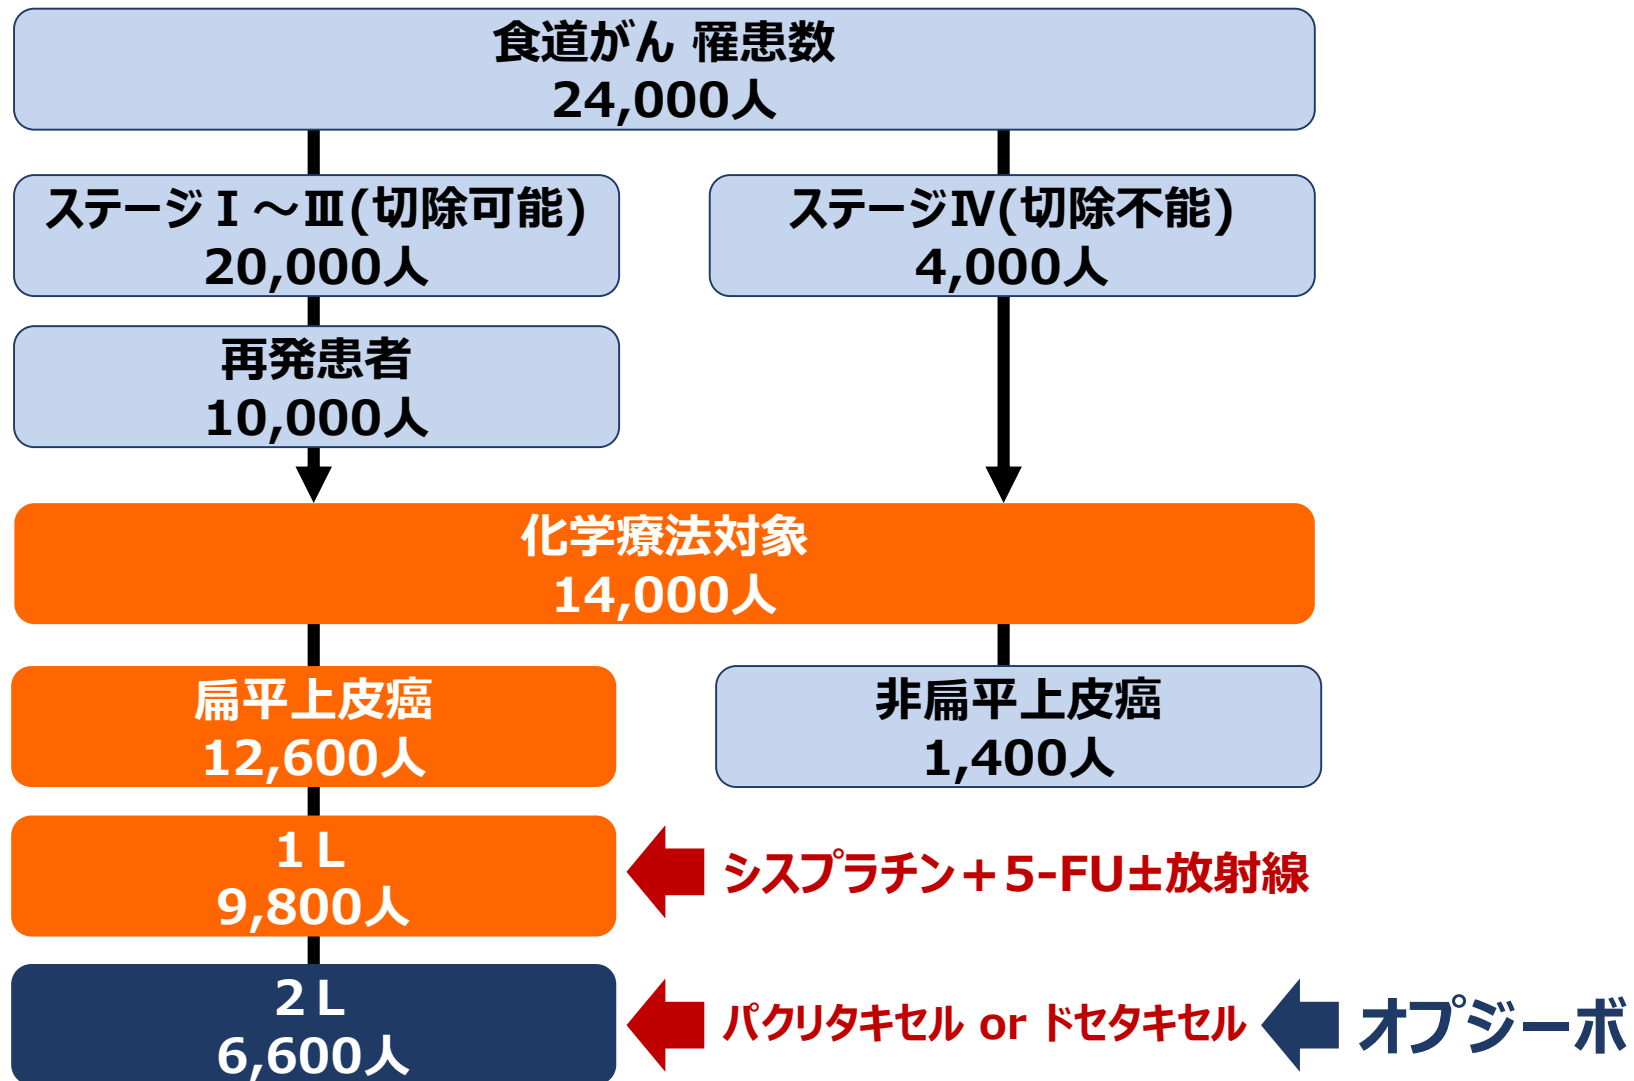 食道がん 罹患数
24,000人
ステージⅠ～Ⅲ(切除可能)
20,000人
ステージⅣ(切除不能)
4,000人
再発患者
10,000人
化学療法対象
14,000人
扁平上皮癌
12,600人
非扁平上皮癌
1,400人
１L
9,800人
シスプラチン＋5-FU±放射線
２L
6,600人
パクリタキセル or ドセタキセル
オプジーボ